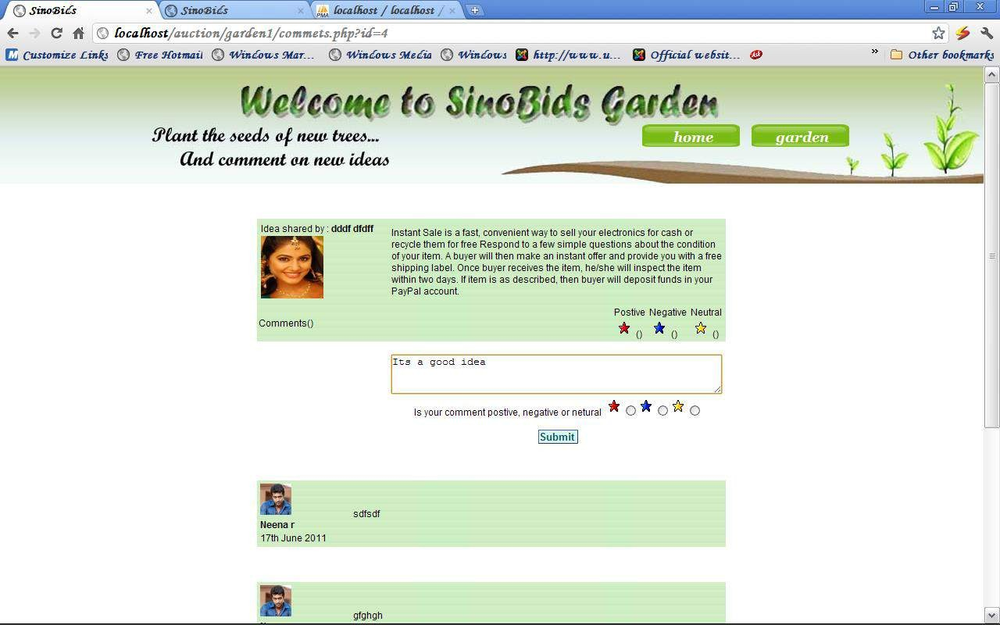 SinoBids
SinoBids
localhost / localhost /
localhost/auction/garden1/commets.php?id=4
Customize Links
Free Hotmail
Windows Mar...
Windows Media
Windows
http://www.u...
Official websit...
»
Other bookmarks
Welcome to SinoBids Garden
Plant the seeds of new trees...
And comment on new ideas
home
garden
Idea shared by : dddf dfdff
Instant Sale is a fast, convenient way to sell your electronics for cash or
recycle them for free Respond to a few simple questions about the condition
of your item. A buyer will then make an instant offer and provide you with a free
shipping label. Once buyer receives the item, he/she will inspect the item
within two days. If item is as described, then buyer will deposit funds in your
PayPal account.
Postive Negative Neutral
Comments()
() () ()
Its a good idea
Is your comment postive, negative or netural
Submit
sdfsdf
Neena r
17th June 2011
gfghgh